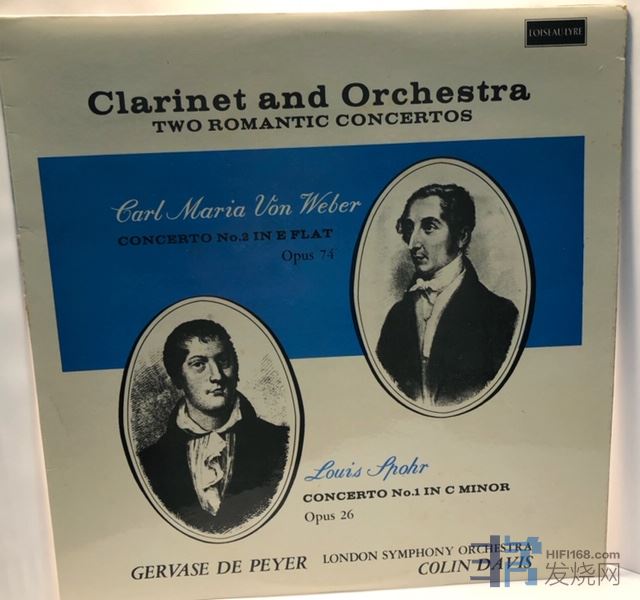 L'OISEAU-LYRE
Clarinet and Orchestra
TWO ROMANTIC CONCERTOS
Carl Maria Von Weber
CONCERTO No.2 IN E FLAT
Opus 74
Louis Spohr
CONCERTO No.1 IN C MINOR
Opus 26
GERVASE DE PEYER
LONDON SYMPHONY ORCHESTRA
COLIN DAVIS
HIFI168.com
发烧网